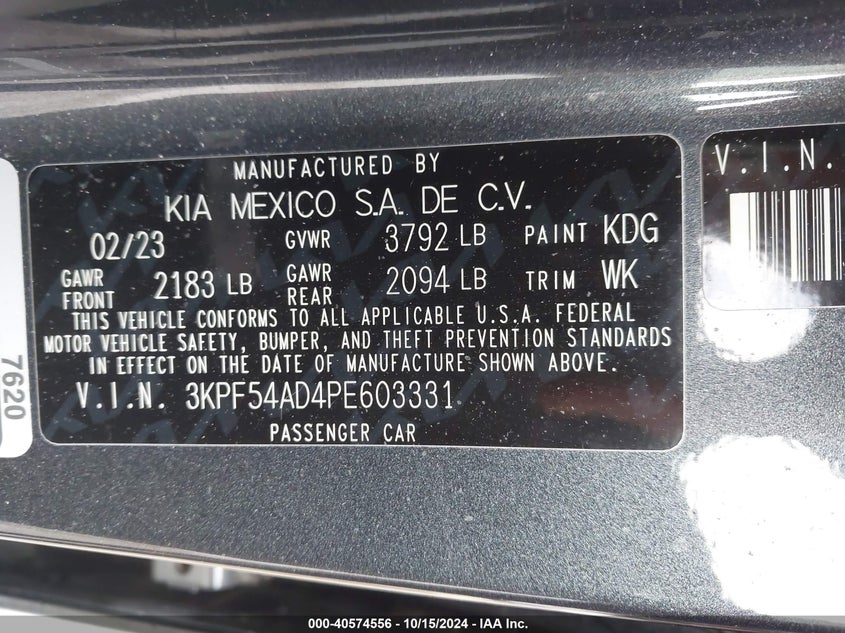 MANUFACTURED BY
KIA MEXICO S.A. DE C.V.
02/23 GVWR 3792 LB PAINT KDG
GAWR FRONT 2183 LB GAWR REAR 2094 LB TRIM WK
THIS VEHICLE CONFORMS TO ALL APPLICABLE U.S.A. FEDERAL
MOTOR VEHICLE SAFETY, BUMPER, AND THEFT PREVENTION STANDARDS
IN EFFECT ON THE DATE OF MANUFACTURE SHOWN ABOVE.
V.I.N. 3KPF54AD4PE603331
PASSENGER CAR
V.I.N.
7620
000-40574556 - 10/15/2024 - IAA Inc.